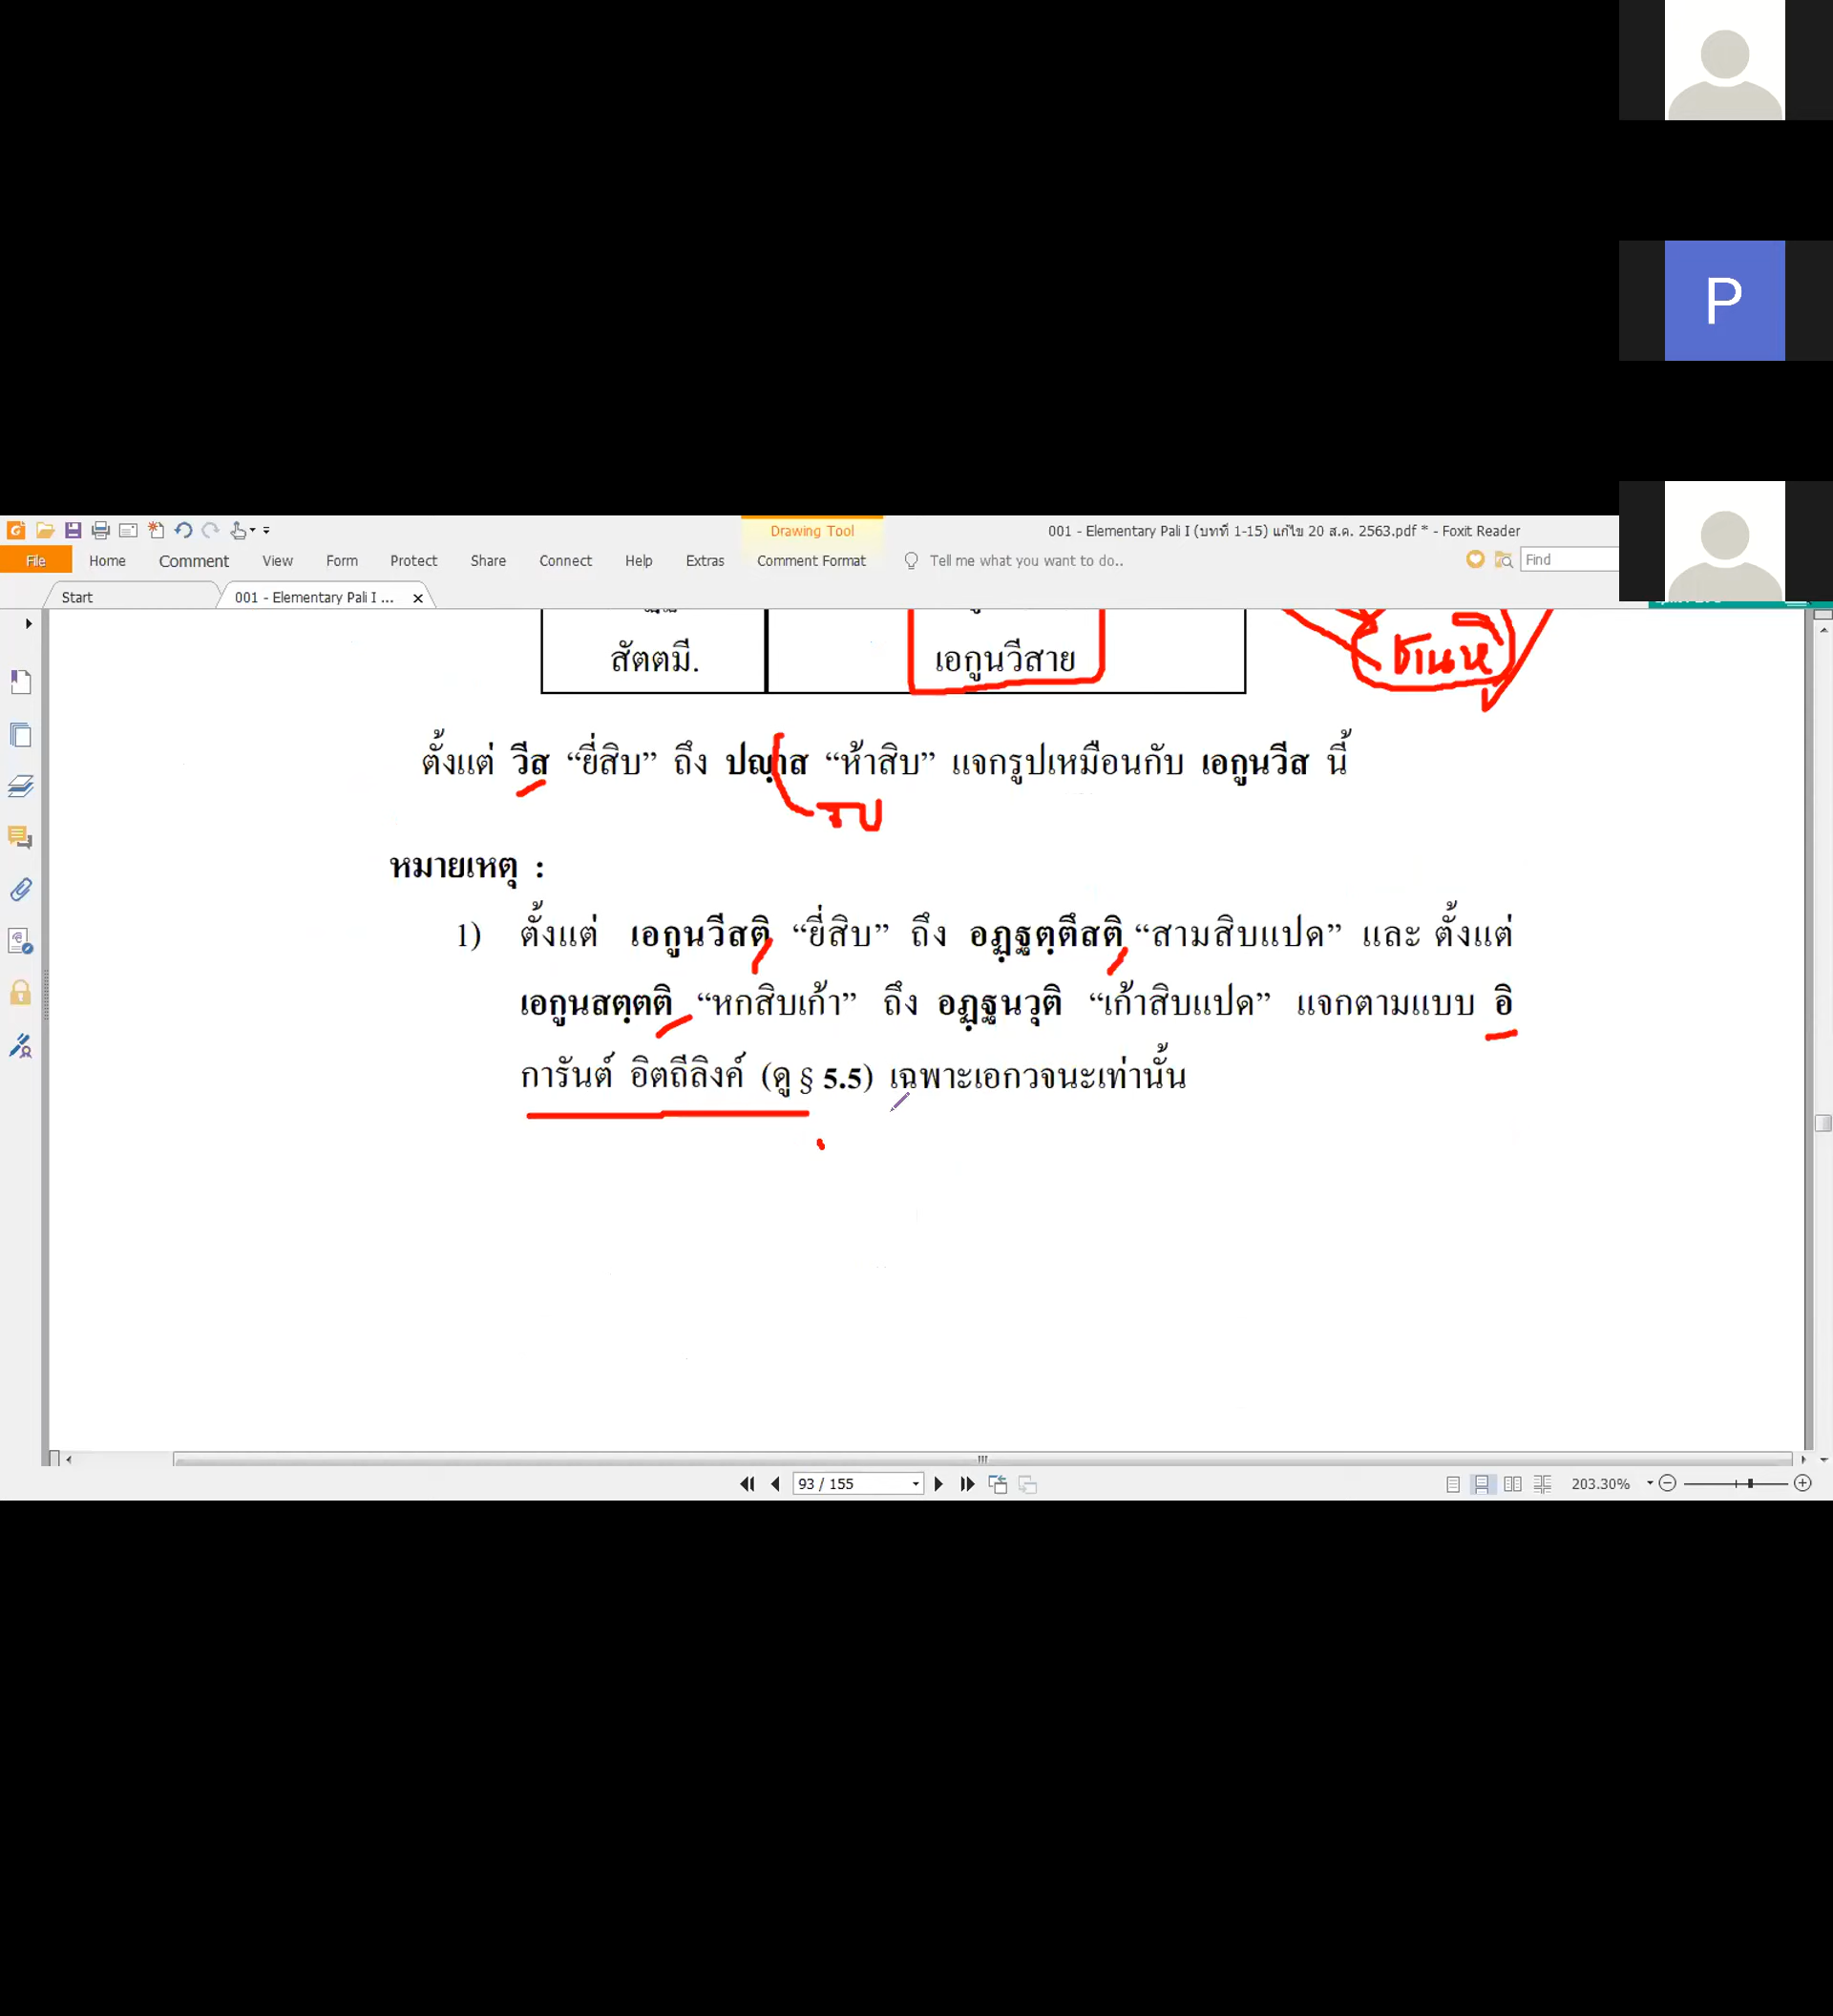 P
Drawing Tool
001 - Elementary Pali I (บทที่ 1-15) แก้ไข 20 ส.ค. 2563.pdf * - Foxit Reader
File Home Comment View Form Protect Share Connect Help Extras Comment Format Tell me what you want to do.. Find
Start 001 - Elementary Pali I ...
สัตตมี. เอกูนวีสาย
ตั้งแต่ วีส “ยี่สิบ” ถึง ปญฺาส “ห้าสิบ” แจกรูปเหมือนกับ เอกูนวีส นี้
หมายเหตุ :
1) ตั้งแต่ เอกูนวีสติ “ยี่สิบ” ถึง อฏฺฐตฺตึสติ “สามสิบแปด” และ ตั้งแต่
เอกูนสตฺตติ “หกสิบเก้า” ถึง อฏฺฐนวุติ “เก้าสิบแปด” แจกตามแบบ อิ
การันต์ อิตถีลิงค์ (ดู § 5.5) เฉพาะเอกวจนะเท่านั้น
93 / 155
203.30%